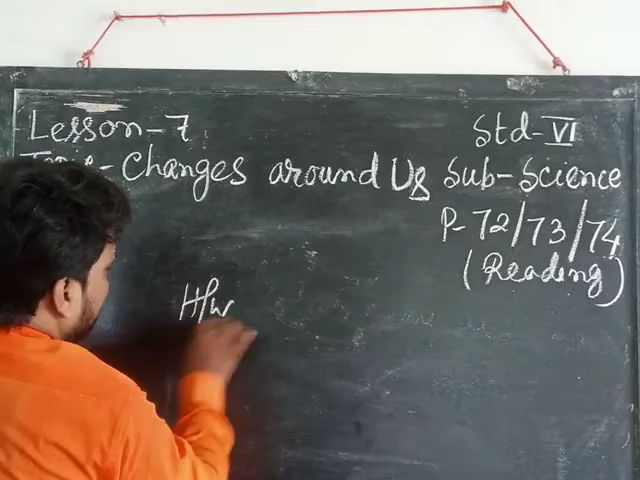 Lesson-7
Std-VI
Topic-Changes around Us
Sub-Science
P-72/73/74
(Reading)
H/W